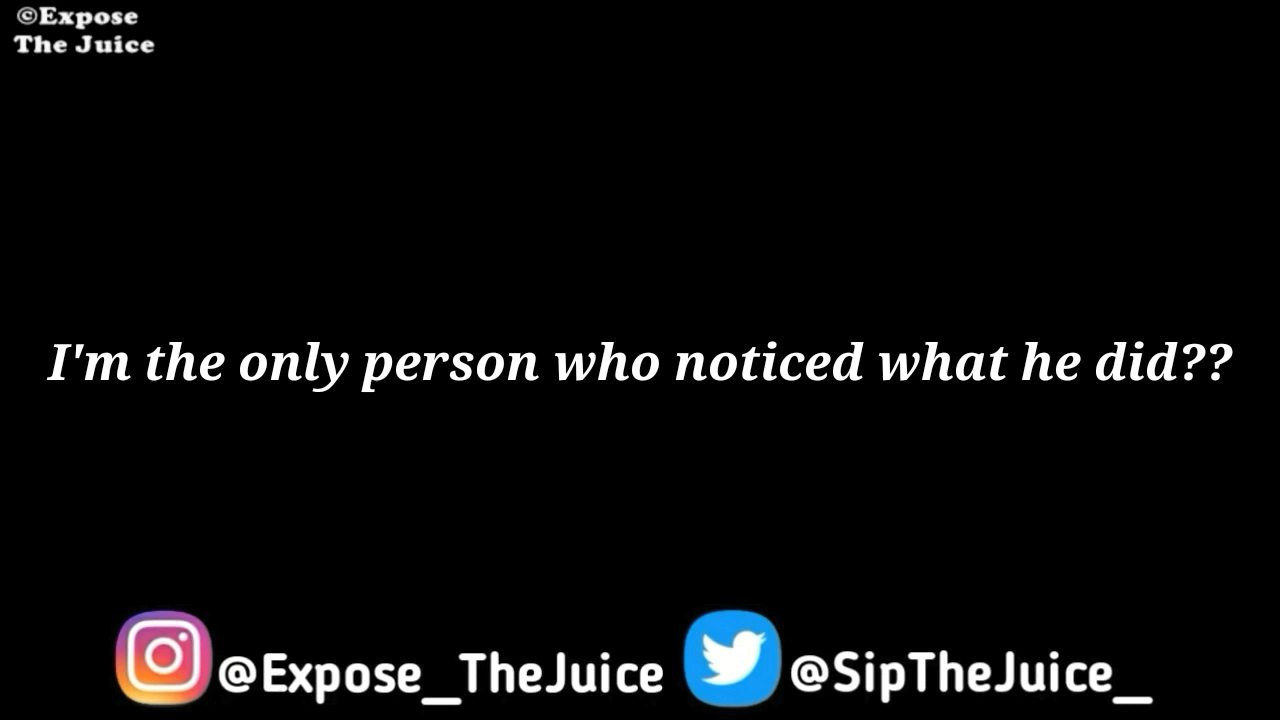 ©Expose
The Juice
I'm the only person who noticed what he did??
@Expose_TheJuice @SipTheJuice_